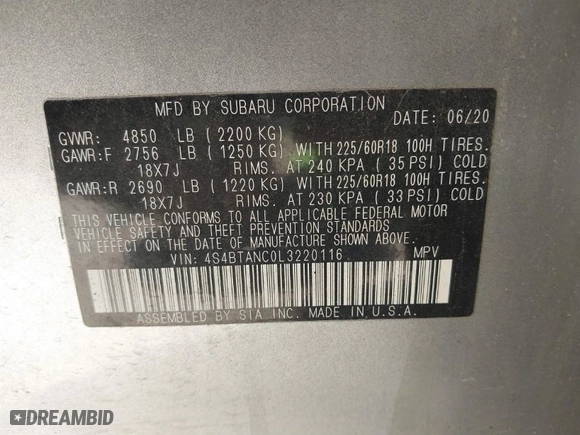 MFD BY SUBARU CORPORATION
DATE: 06/20
GVWR: 4850 LB (2200 KG)
GAWR:F 2756 LB (1250 KG) WITH 225/60R18 100H TIRES.
18X7J RIMS. AT 240 KPA (35 PSI) COLD
GAWR:R 2690 LB (1220 KG) WITH 225/60R18 100H TIRES.
18X7J RIMS. AT 230 KPA (33 PSI) COLD
THIS VEHICLE CONFORMS TO ALL APPLICABLE FEDERAL MOTOR
VEHICLE SAFETY, BUMPER, AND THEFT PREVENTION STANDARDS
IN EFFECT ON THE DATE OF MANUFACTURE SHOWN ABOVE.
VIN: 4S4BTANC0L3220116 MPV
ASSEMBLED BY SIA INC. MADE IN U.S.A.
DREAMBID